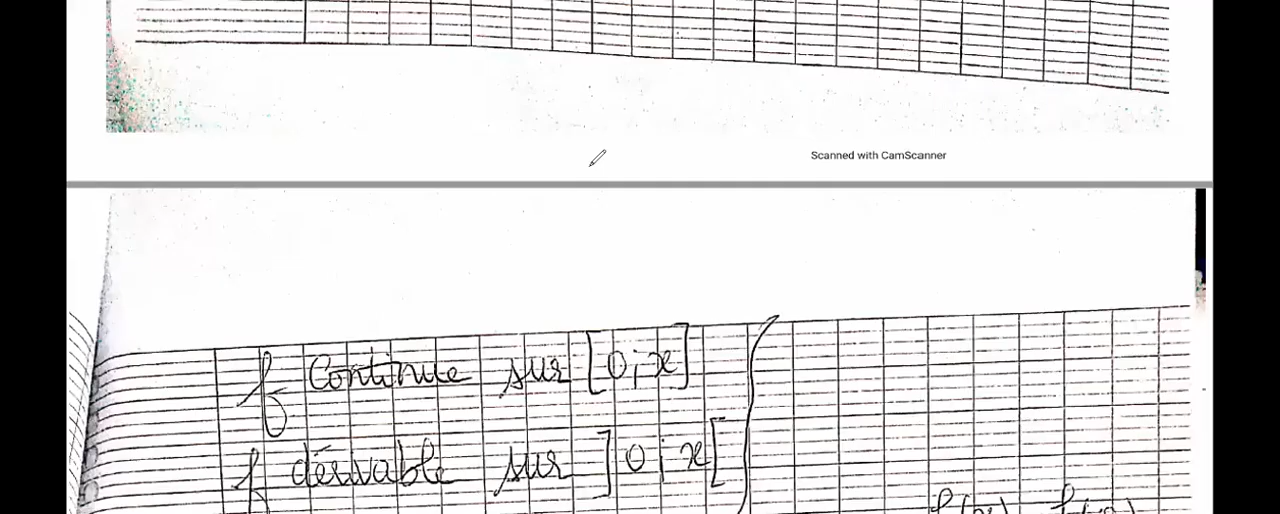 Scanned with CamScanner
f Continue sur [0;x]
f dérivable sur ]0;x[